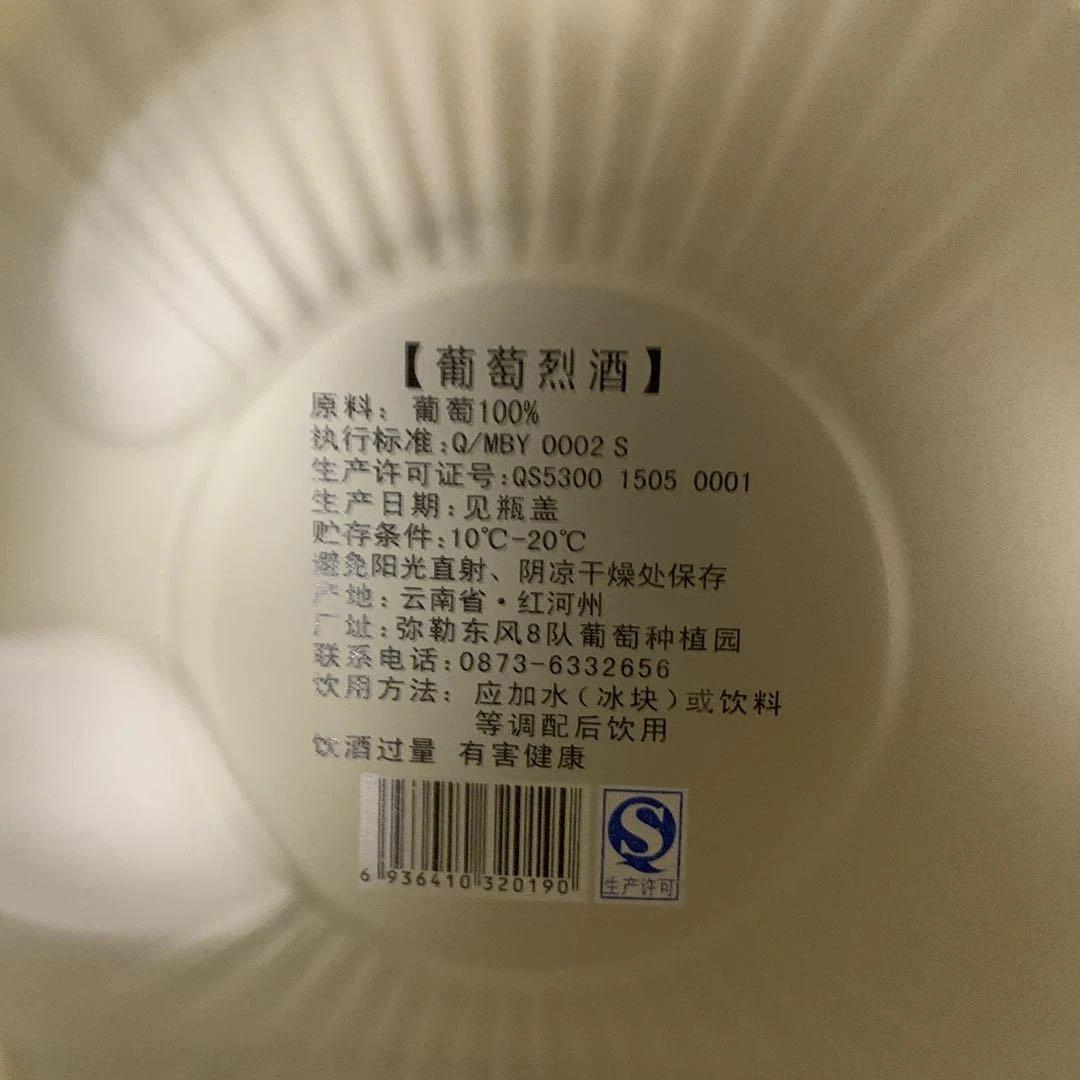 【葡萄烈酒】
原料: 葡萄100%
执行标准:Q/MBY 0002 S
生产许可证号:QS5300 1505 0001
生产日期:见瓶盖
贮存条件:10℃-20℃
避免阳光直射、阴凉干燥处保存
产地: 云南省·红河州
厂址:弥勒东风8队葡萄种植园
联系电话:0873-6332656
饮用方法: 应加水(冰块)或饮料
等调配后饮用
饮酒过量 有害健康
6 936410 320190
生产许可